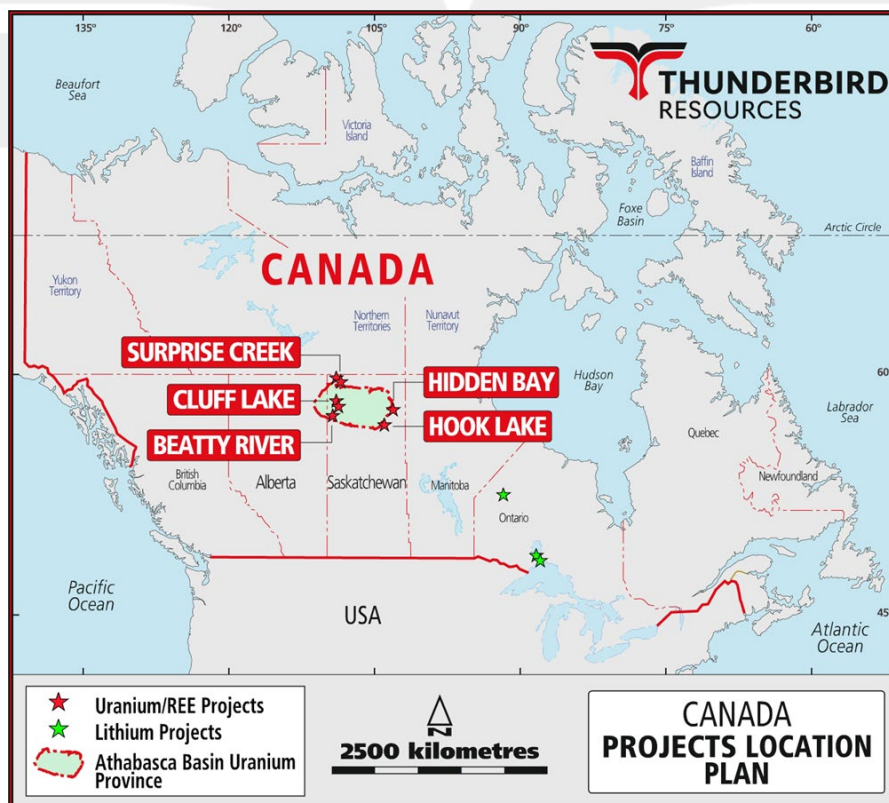 135°
120°
105°
90°
75°
60°
Beaufort
Sea
THUNDERBIRD
RESOURCES
Victoria
Island
Baffin
Island
Foxe
Basin
Arctic Circle
CANADA
Yukon
Territory
Northern
Territories
Nunavut
Territory
SURPRISE CREEK
CLUFF LAKE
BEATTY RIVER
HIDDEN BAY
HOOK LAKE
Hudson
Bay
60
Labrador
Sea
Quebec
Newfoundland
British
Columbia
Alberta
Saskatchewan
Manitoba
Ontario
Pacific
Ocean
USA
45
Atlantic
Ocean
Uranium/REE Projects
Lithium Projects
Athabasca Basin Uranium
Province
N
2500 kilometres
CANADA
PROJECTS LOCATION
PLAN